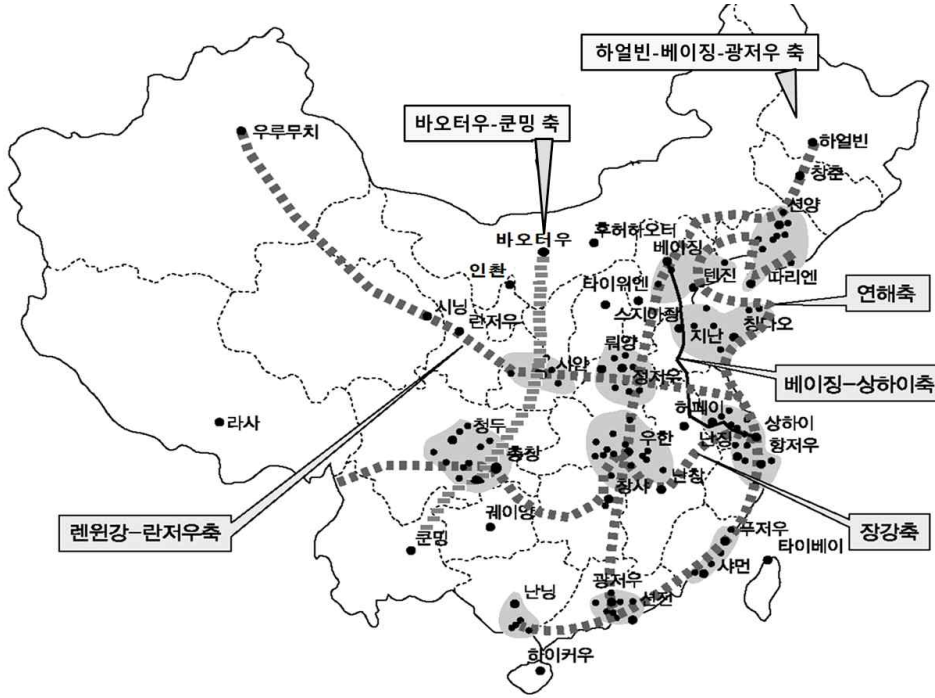 하얼빈-베이징-광저우 축
바오터우-쿤밍 축
우루무치
하얼빈
창춘
션양
바오터우
후허하오터
베이징
인촨
타이위엔
텐진
따리엔
연해축
시닝
란저우
스지아좡
칭다오
지난
뤄양
시안
정저우
베이징-상하이축
라사
청두
충칭
허페이
상하이
우한
난징
항저우
창사
난창
렌윈강-란저우축
퀘이양
쿤밍
장강축
푸저우
타이베이
샤먼
난닝
광저우
션전
하이커우